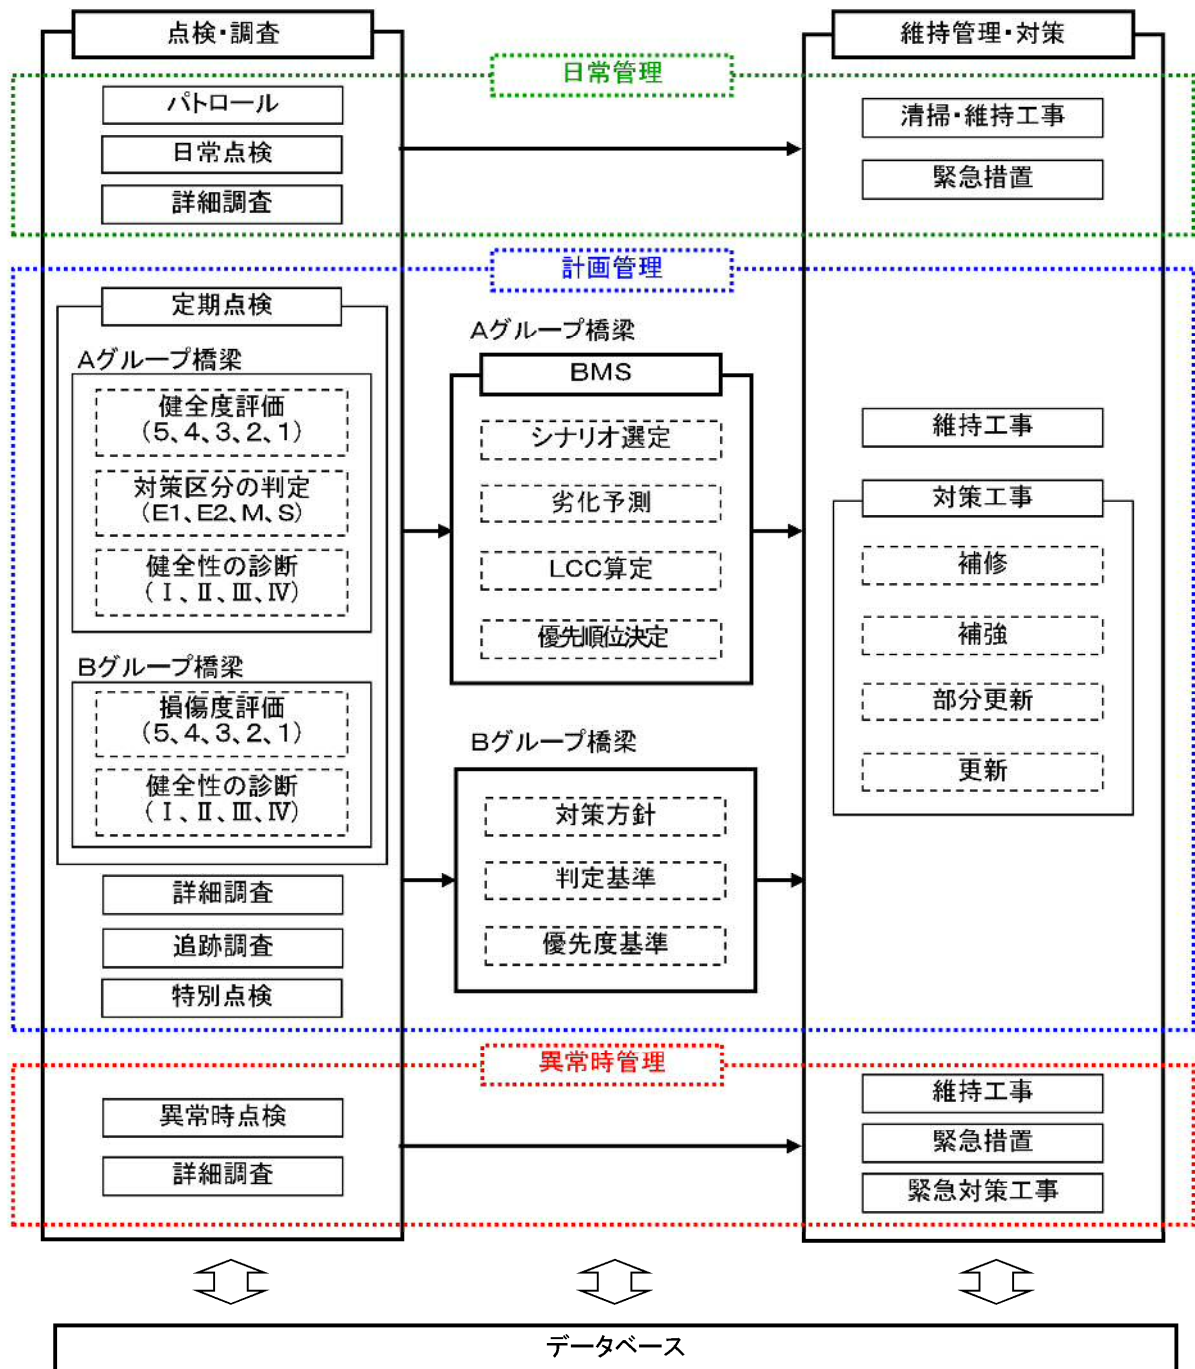 点検・調査
維持管理・対策
日常管理
パトロール
日常点検
詳細調査
清掃・維持工事
緊急措置
計画管理
定期点検
Aグループ橋梁
健全度評価
(5、4、3、2、1)
対策区分の判定
(E1、E2、M、S)
健全性の診断
(Ⅰ、Ⅱ、Ⅲ、Ⅳ)
Bグループ橋梁
損傷度評価
(5、4、3、2、1)
健全性の診断
(Ⅰ、Ⅱ、Ⅲ、Ⅳ)
詳細調査
追跡調査
特別点検
Aグループ橋梁
BMS
シナリオ選定
劣化予測
LCC算定
優先順位決定
Bグループ橋梁
対策方針
判定基準
優先度基準
維持工事
対策工事
補修
補強
部分更新
更新
異常時管理
異常時点検
詳細調査
維持工事
緊急措置
緊急対策工事
データベース